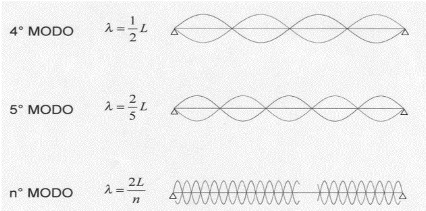 4° MODO λ = 1/2 L
5° MODO λ = 2/5 L
n° MODO λ = 2L/n